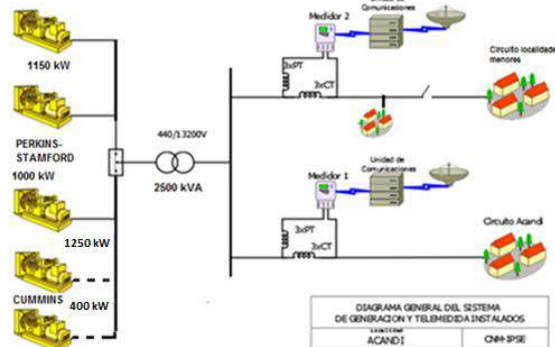 Unidad de
Comunicaciones
Medidor 2
3xPT
3xCT
Circuito localidades
menores
1150 kW
PERKINS-
STAMFORD
1000 kW
440/13200V
2500 kVA
Unidad de
Comunicaciones
Medidor 1
3xPT
3xCT
Circuito Acandi
1250 kW
CUMMINS
400 kW
DIAGRAMA GENERAL DEL SISTEMA
DE GENERACION Y TELEMEDIDA INSTALADOS
ACANDI
CNM-IPSE